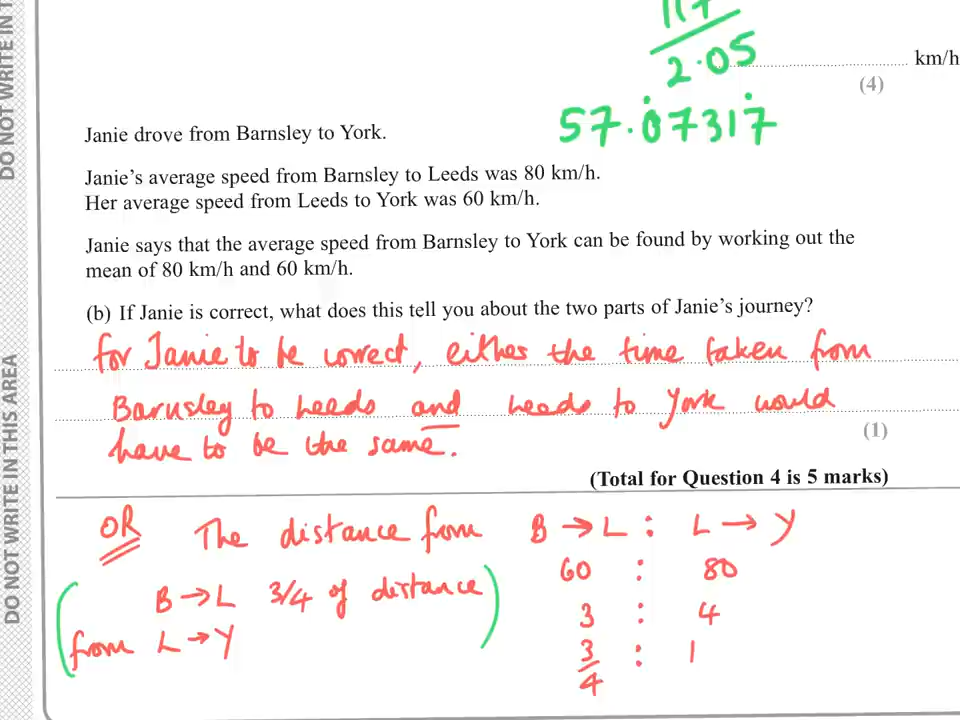 DO NOT WRITE IN T
117
2.05
km/h
(4)
57.0̇7317̇
Janie drove from Barnsley to York.
Janie's average speed from Barnsley to Leeds was 80 km/h.
Her average speed from Leeds to York was 60 km/h.
Janie says that the average speed from Barnsley to York can be found by working out the
mean of 80 km/h and 60 km/h.
(b) If Janie is correct, what does this tell you about the two parts of Janie's journey?
for Janie to be correct, either the time taken from
Barnsley to Leeds and Leeds to York would
(1)
have to be the same.
(Total for Question 4 is 5 marks)
DO NOT WRITE IN THIS AREA
OR The distance from B → L : L → Y
60 : 80
B → L 3/4 of distance
3 : 4
from L → Y
3/4 : 1